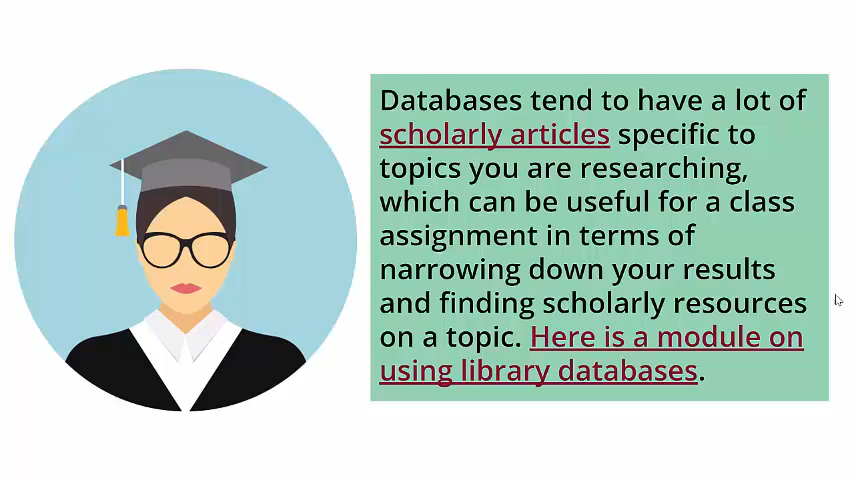 Databases tend to have a lot of
scholarly articles specific to
topics you are researching,
which can be useful for a class
assignment in terms of
narrowing down your results
and finding scholarly resources
on a topic. Here is a module on
using library databases.